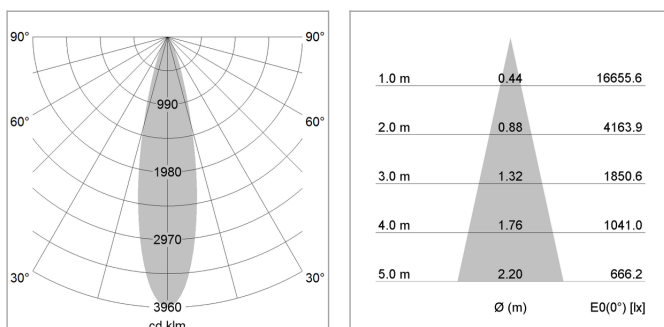 90° 90°
990
60° 60°
1980
2970
30° 30°
3960
cd klm
1.0 m 0.44 16655.6
2.0 m 0.88 4163.9
3.0 m 1.32 1850.6
4.0 m 1.76 1041.0
5.0 m 2.20 666.2
Ø (m) E0(0°) [lx]